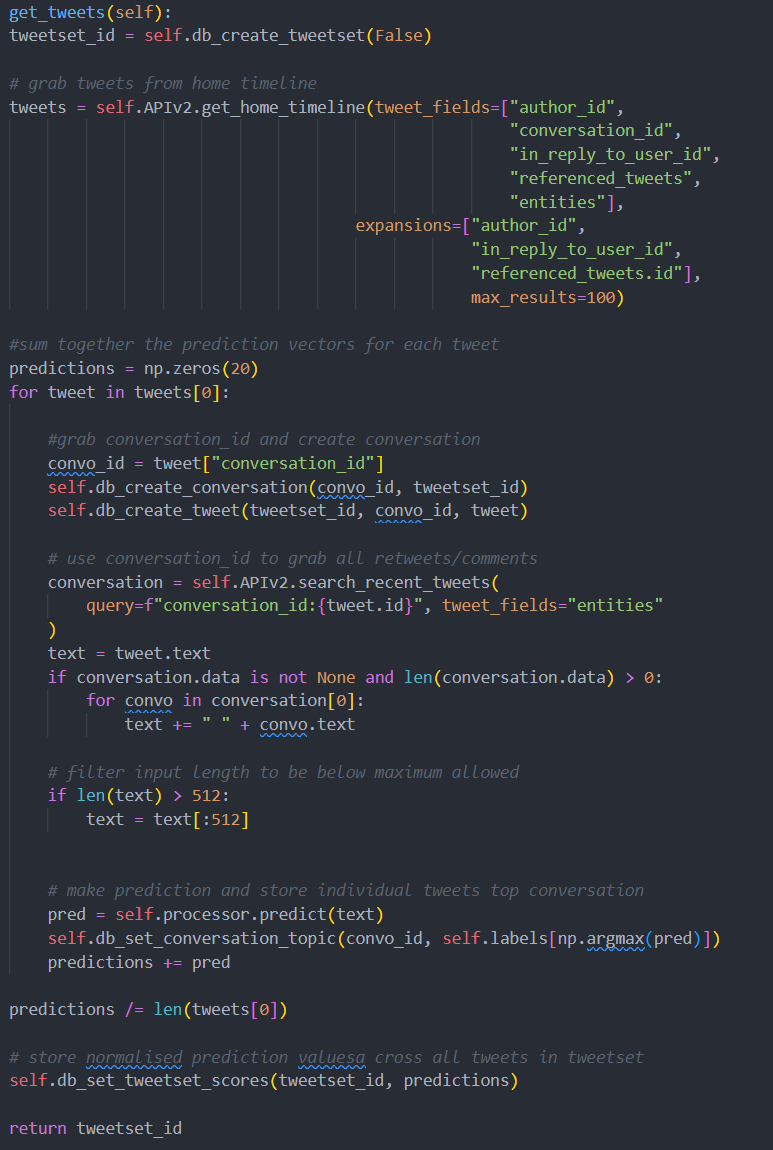 get_tweets(self):
tweetset_id = self.db_create_tweetset(False)

# grab tweets from home timeline
tweets = self.APIv2.get_home_timeline(tweet_fields=["author_id",
"conversation_id",
"in_reply_to_user_id",
"referenced_tweets",
"entities"],
expansions=["author_id",
"in_reply_to_user_id",
"referenced_tweets.id"],
max_results=100)

#sum together the prediction vectors for each tweet
predictions = np.zeros(20)
for tweet in tweets[0]:

    #grab conversation_id and create conversation
    convo_id = tweet["conversation_id"]
    self.db_create_conversation(convo_id, tweetset_id)
    self.db_create_tweet(tweetset_id, convo_id, tweet)

    # use conversation_id to grab all retweets/comments
    conversation = self.APIv2.search_recent_tweets(
        query=f"conversation_id:{tweet.id}", tweet_fields="entities"
    )
    text = tweet.text
    if conversation.data is not None and len(conversation.data) > 0:
        for convo in conversation[0]:
            text += " " + convo.text

    # filter input length to be below maximum allowed
    if len(text) > 512:
        text = text[:512]

    # make prediction and store individual tweets top conversation
    pred = self.processor.predict(text)
    self.db_set_conversation_topic(convo_id, self.labels[np.argmax(pred)])
    predictions += pred

predictions /= len(tweets[0])

# store normalised prediction valuesa cross all tweets in tweetset
self.db_set_tweetset_scores(tweetset_id, predictions)

return tweetset_id